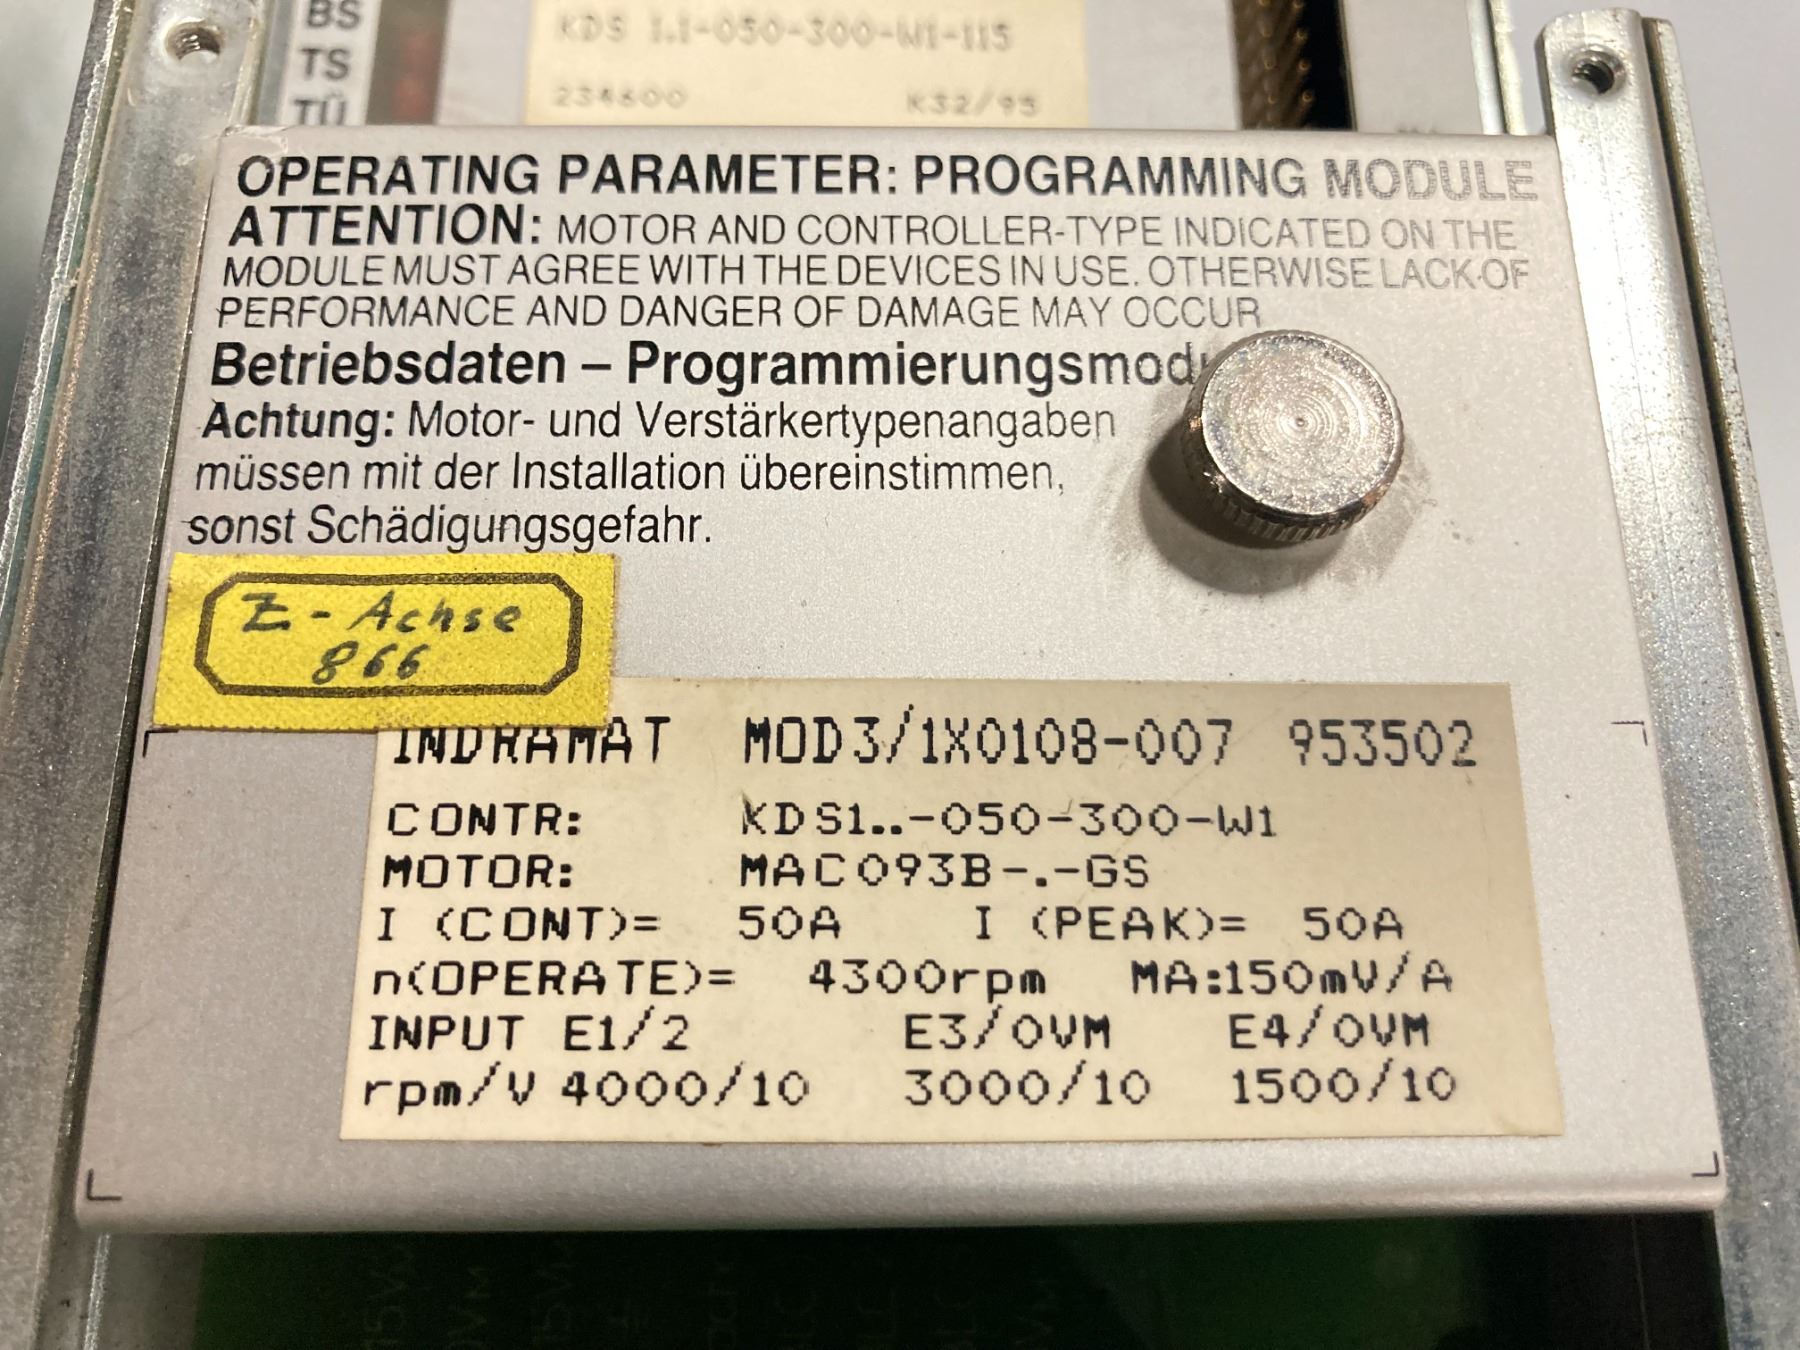 BS
TS
TÜ
KDS 1.1-050-300-W1-115
234600 K32/95
OPERATING PARAMETER: PROGRAMMING MODULE
ATTENTION: MOTOR AND CONTROLLER-TYPE INDICATED ON THE
MODULE MUST AGREE WITH THE DEVICES IN USE. OTHERWISE LACK OF
PERFORMANCE AND DANGER OF DAMAGE MAY OCCUR
Betriebsdaten – Programmierungsmodu
Achtung: Motor- und Verstärkertypenangaben
müssen mit der Installation übereinstimmen,
sonst Schädigungsgefahr.
Z-Achse
866
INDRAMAT MOD3/1X0108-007 953502
CONTR: KDS1..-050-300-W1
MOTOR: MAC093B-.-GS
I (CONT)= 50A I (PEAK)= 50A
n(OPERATE)= 4300rpm MA:150mV/A
INPUT E1/2 E3/0VM E4/0VM
rpm/V 4000/10 3000/10 1500/10